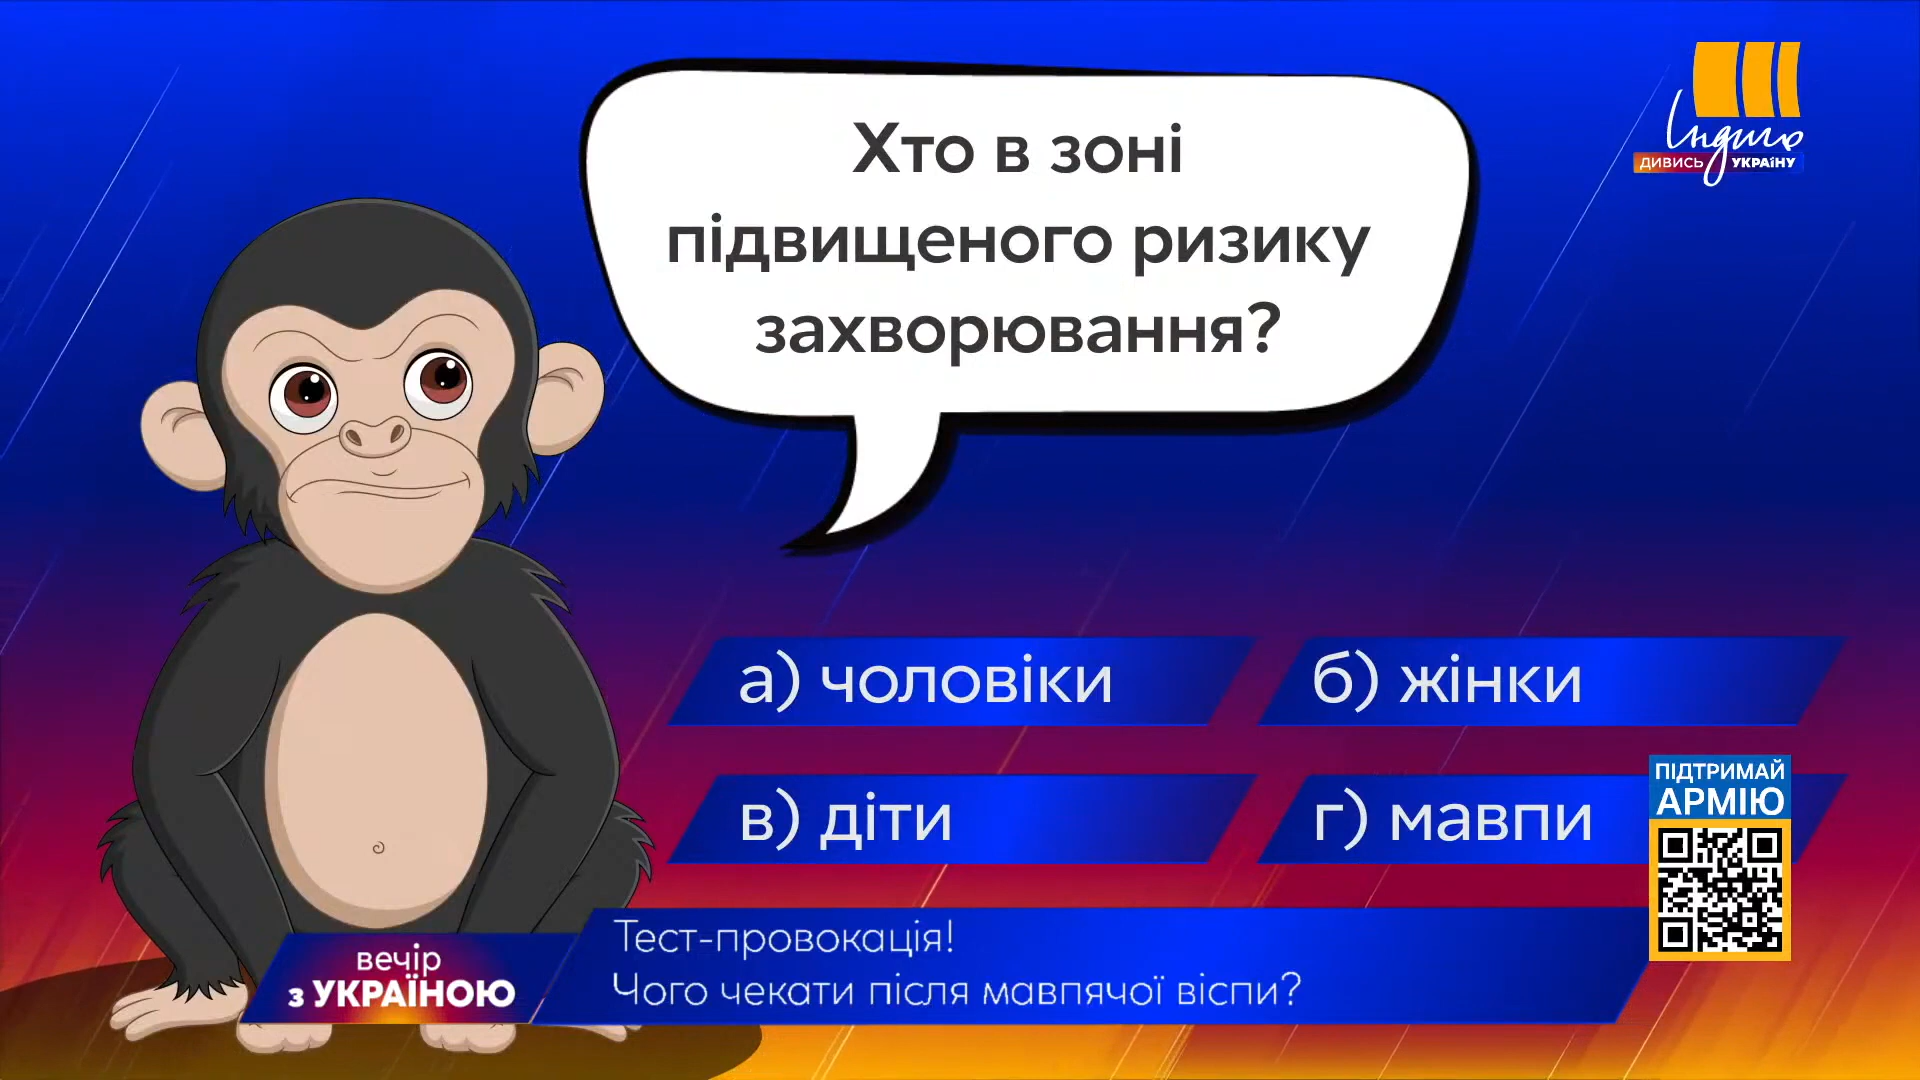 Індиго
ДИВИСЬ УКРАЇНУ
Хто в зоні
підвищеного ризику
захворювання?
а) чоловіки
б) жінки
в) діти
г) мавпи
ПІДТРИМАЙ
АРМІЮ
Тест-провокація!
Чого чекати після мавпячої віспи?
вечір
з УКРАЇНОЮ